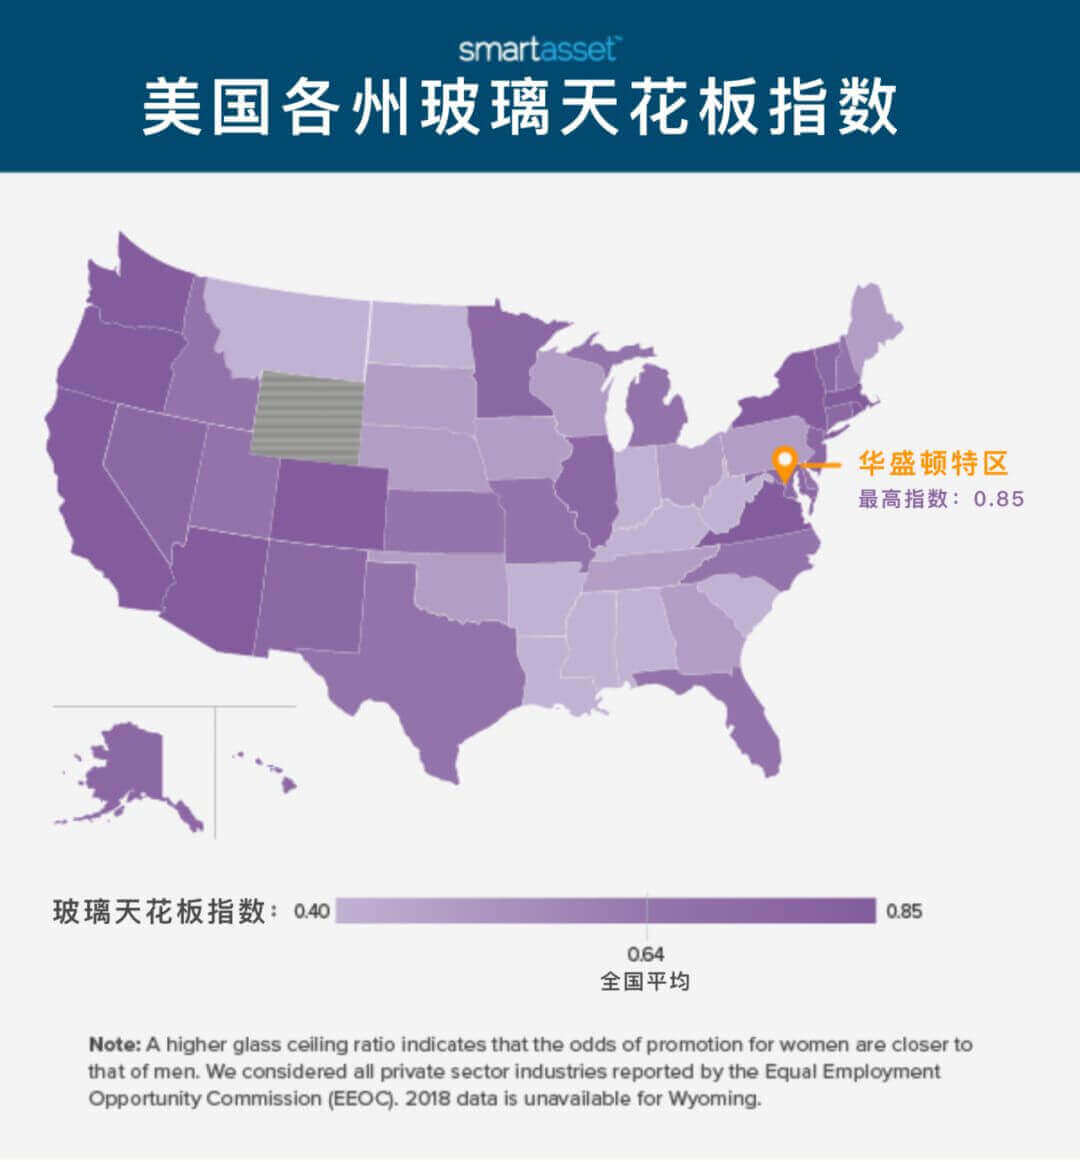 smartasset™
美国各州玻璃天花板指数
华盛顿特区
最高指数：0.85
玻璃天花板指数：0.40 0.85
0.64
全国平均
Note: A higher glass ceiling ratio indicates that the odds of promotion for women are closer to
that of men. We considered all private sector industries reported by the Equal Employment
Opportunity Commission (EEOC). 2018 data is unavailable for Wyoming.